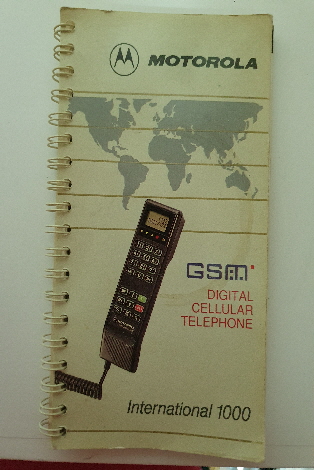 MOTOROLA
GSM
DIGITAL
CELLULAR
TELEPHONE
International 1000